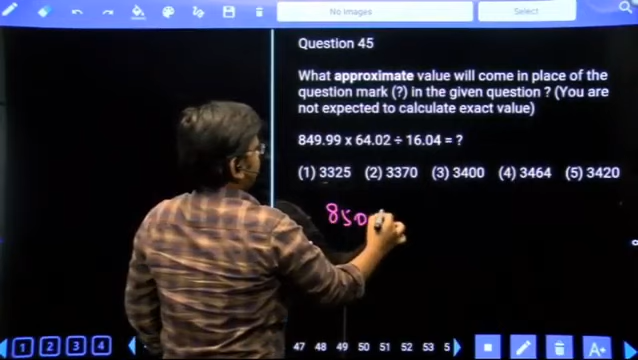 No Images
Select
Question 45
What approximate value will come in place of the
question mark (?) in the given question ? (You are
not expected to calculate exact value)
849.99 x 64.02 ÷ 16.04 = ?
(1) 3325 (2) 3370 (3) 3400 (4) 3464 (5) 3420
850
1 2 3 4 47 48 49 50 51 52 53 5
A+